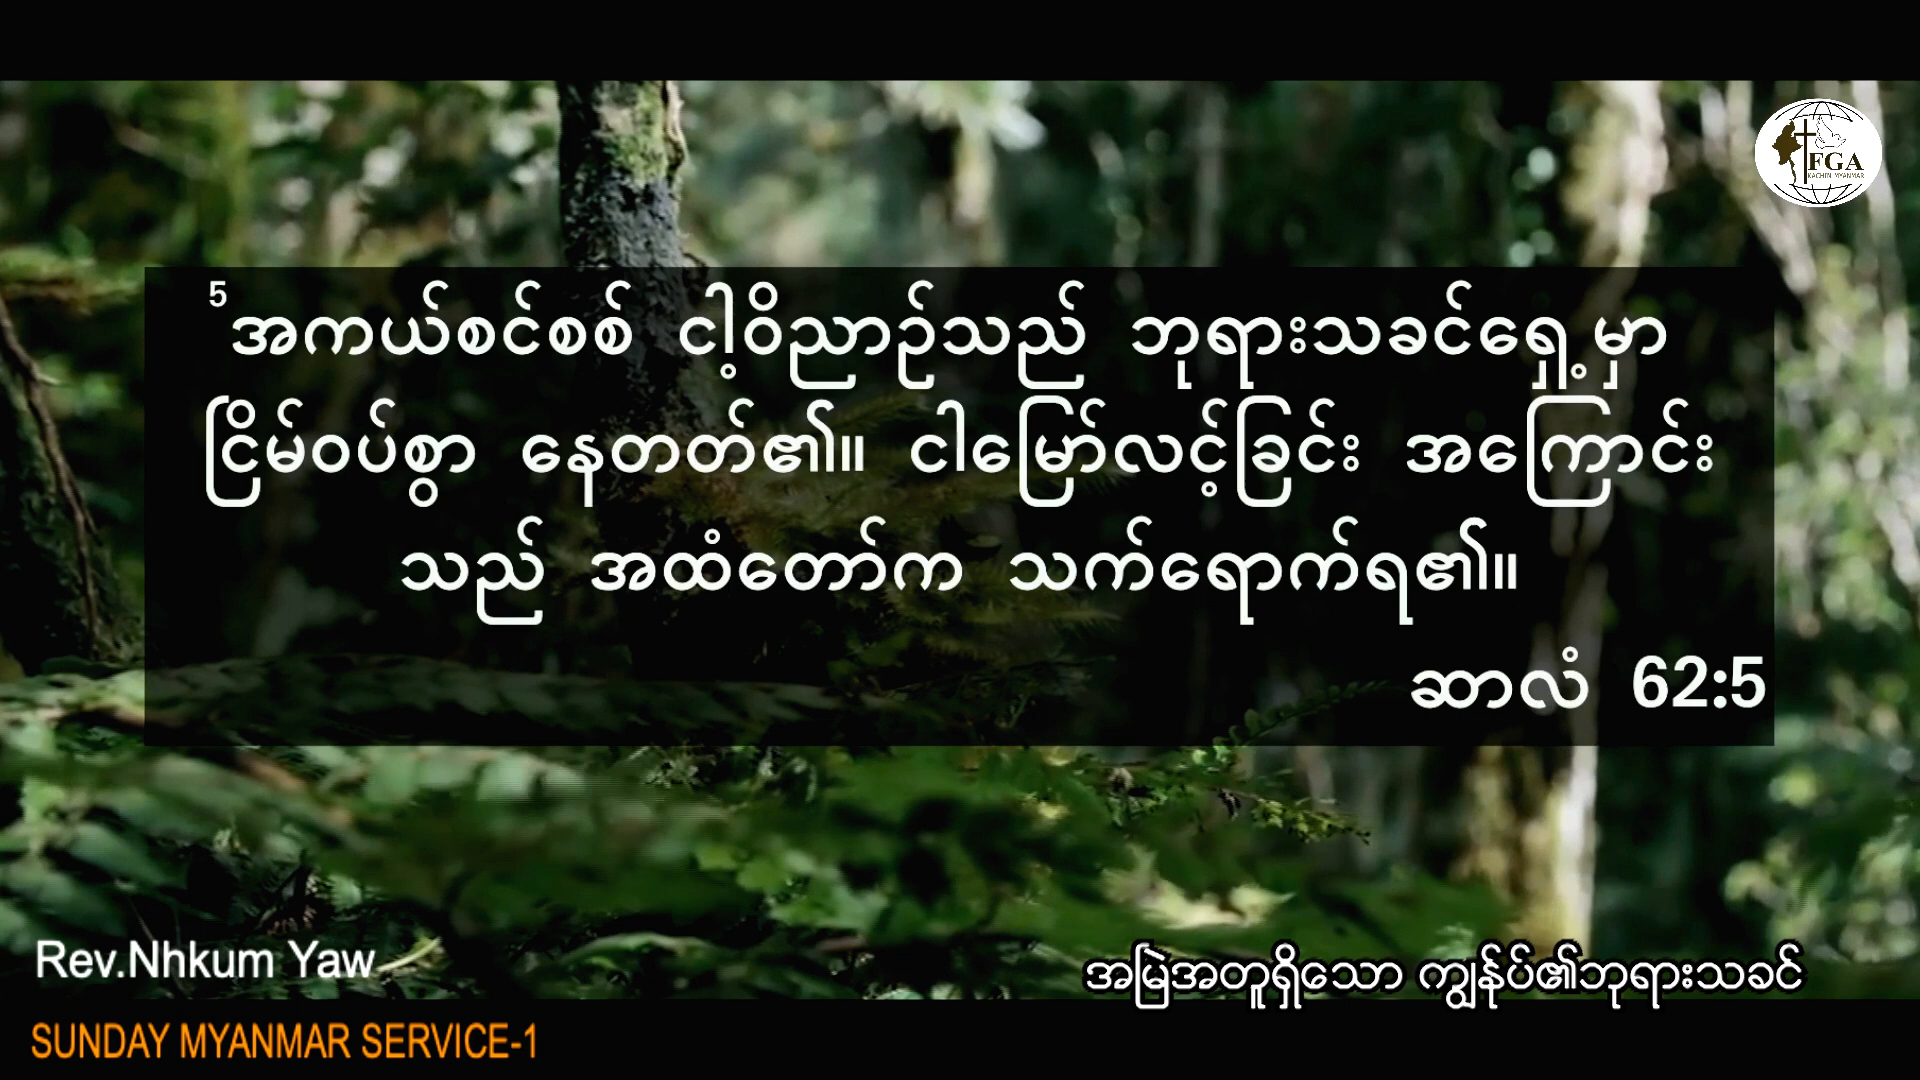 FGA
KACHIN MYANMAR
5 အကယ်စင်စစ် ငါ့ဝိညာဉ်သည် ဘုရားသခင်ရှေ့မှာ
ငြိမ်ဝပ်စွာ နေတတ်၏။ ငါမြော်လင့်ခြင်း အကြောင်း
သည် အထံတော်က သက်ရောက်ရ၏။
ဆာလံ 62:5
Rev.Nhkum Yaw
အမြဲအတူရှိသော ကျွန်ုပ်၏ဘုရားသခင်
SUNDAY MYANMAR SERVICE-1